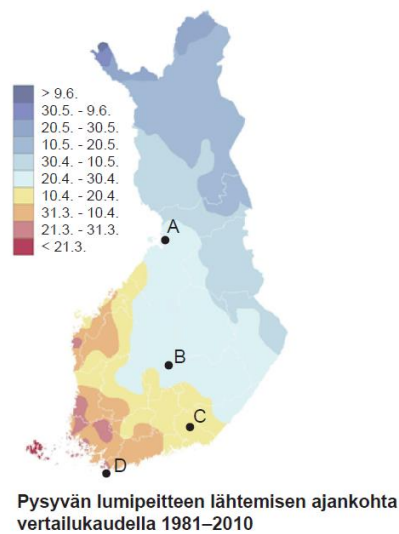 > 9.6.
30.5. - 9.6.
20.5. - 30.5.
10.5. - 20.5.
30.4. - 10.5.
20.4. - 30.4.
10.4. - 20.4.
31.3. - 10.4.
21.3. - 31.3.
< 21.3.
A
B
C
D
Pysyvän lumipeitteen lähtemisen ajankohta
vertailukaudella 1981–2010